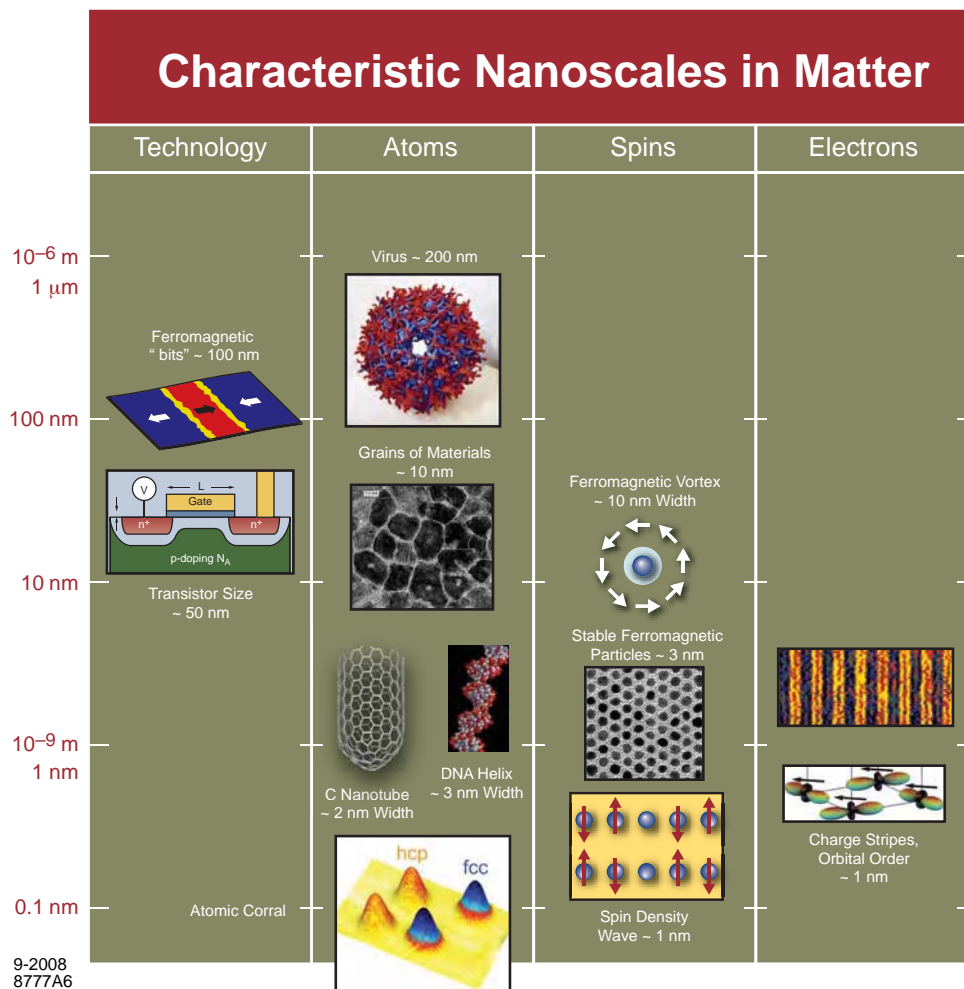 Characteristic Nanoscales in Matter
Technology
Atoms
Spins
Electrons
10–6 m
1 μm
100 nm
10 nm
10–9 m
1 nm
0.1 nm
Ferromagnetic
“ bits” ~ 100 nm
V
L
Gate
n+
n+
p-doping NA
Transistor Size
~ 50 nm
Atomic Corral
Virus ~ 200 nm
Grains of Materials
~ 10 nm
C Nanotube
~ 2 nm Width
DNA Helix
~ 3 nm Width
hcp
fcc
Ferromagnetic Vortex
~ 10 nm Width
Stable Ferromagnetic
Particles ~ 3 nm
Spin Density
Wave ~ 1 nm
Charge Stripes,
Orbital Order
~ 1 nm
9-2008
8777A6